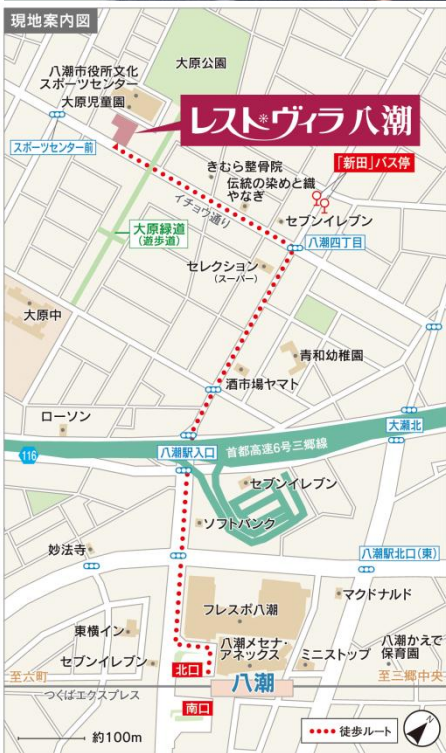 現地案内図
大原公園
八潮市役所文化
スポーツセンター
大原児童園
レストヴィラ八潮
スポーツセンター前
きむら整骨院
「新田」バス停
伝統の染めと織
やなぎ
イチョウ通り
セブンイレブン
大原緑道
(遊歩道)
八潮四丁目
セレクション
(スーパー)
大原中
青和幼稚園
酒市場ヤマト
ローソン
大瀬北
116
八潮駅入口
首都高速6号三郷線
セブンイレブン
ソフトバンク
妙法寺
八潮駅北口(東)
フレスポ八潮
マクドナルド
東横イン
八潮メセナ・
アネックス
ミニストップ
八潮かえで
保育園
セブンイレブン
北口
至六町
八潮
至三郷中央
つくばエクスプレス
南口
約100m
徒歩ルート
N